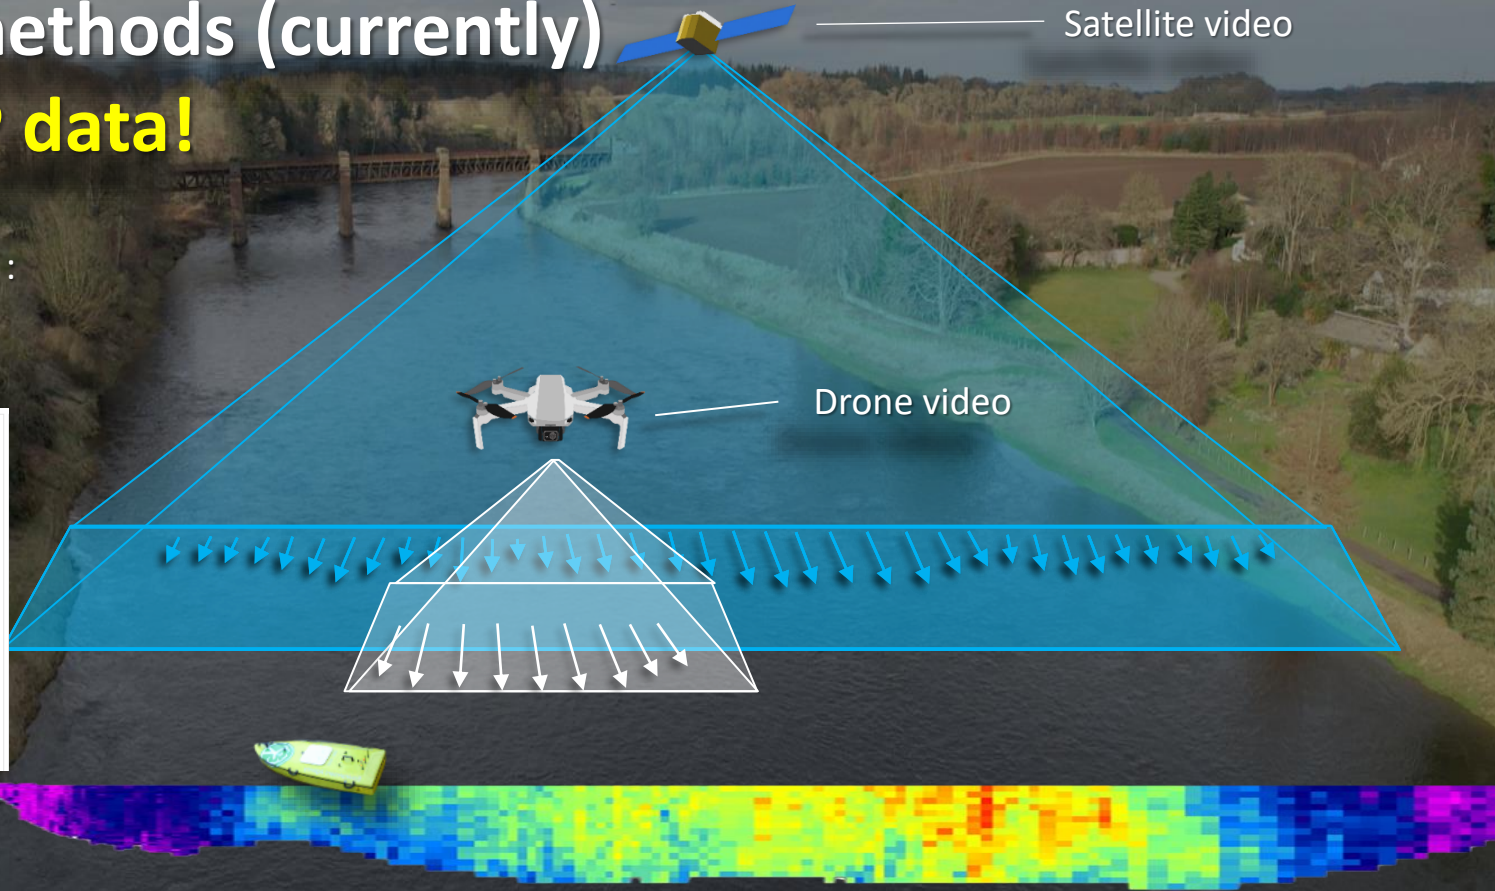 ethods (currently)
data!
:
Satellite video
Drone video